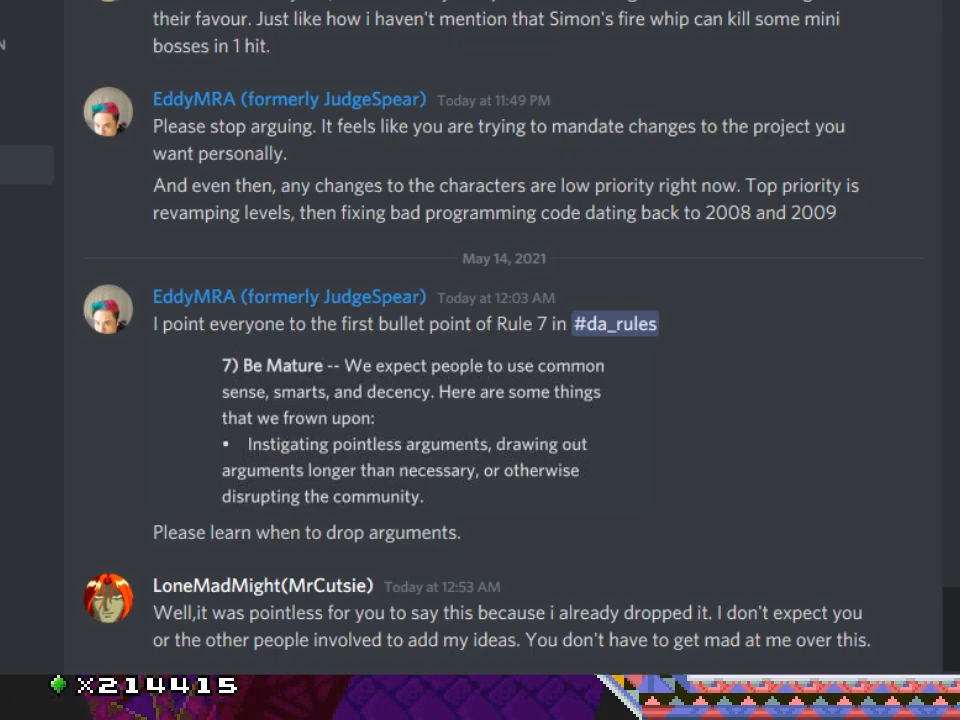 their favour. Just like how i haven't mention that Simon's fire whip can kill some mini
bosses in 1 hit.
EddyMRA (formerly JudgeSpear) Today at 11:49 PM
Please stop arguing. It feels like you are trying to mandate changes to the project you
want personally.
And even then, any changes to the characters are low priority right now. Top priority is
revamping levels, then fixing bad programming code dating back to 2008 and 2009
May 14, 2021
EddyMRA (formerly JudgeSpear) Today at 12:03 AM
I point everyone to the first bullet point of Rule 7 in #da_rules
7) Be Mature -- We expect people to use common
sense, smarts, and decency. Here are some things
that we frown upon:
▪ Instigating pointless arguments, drawing out
arguments longer than necessary, or otherwise
disrupting the community.
Please learn when to drop arguments.
LoneMadMight(MrCutsie) Today at 12:53 AM
Well,it was pointless for you to say this because i already dropped it. I don't expect you
or the other people involved to add my ideas. You don't have to get mad at me over this.
x214415